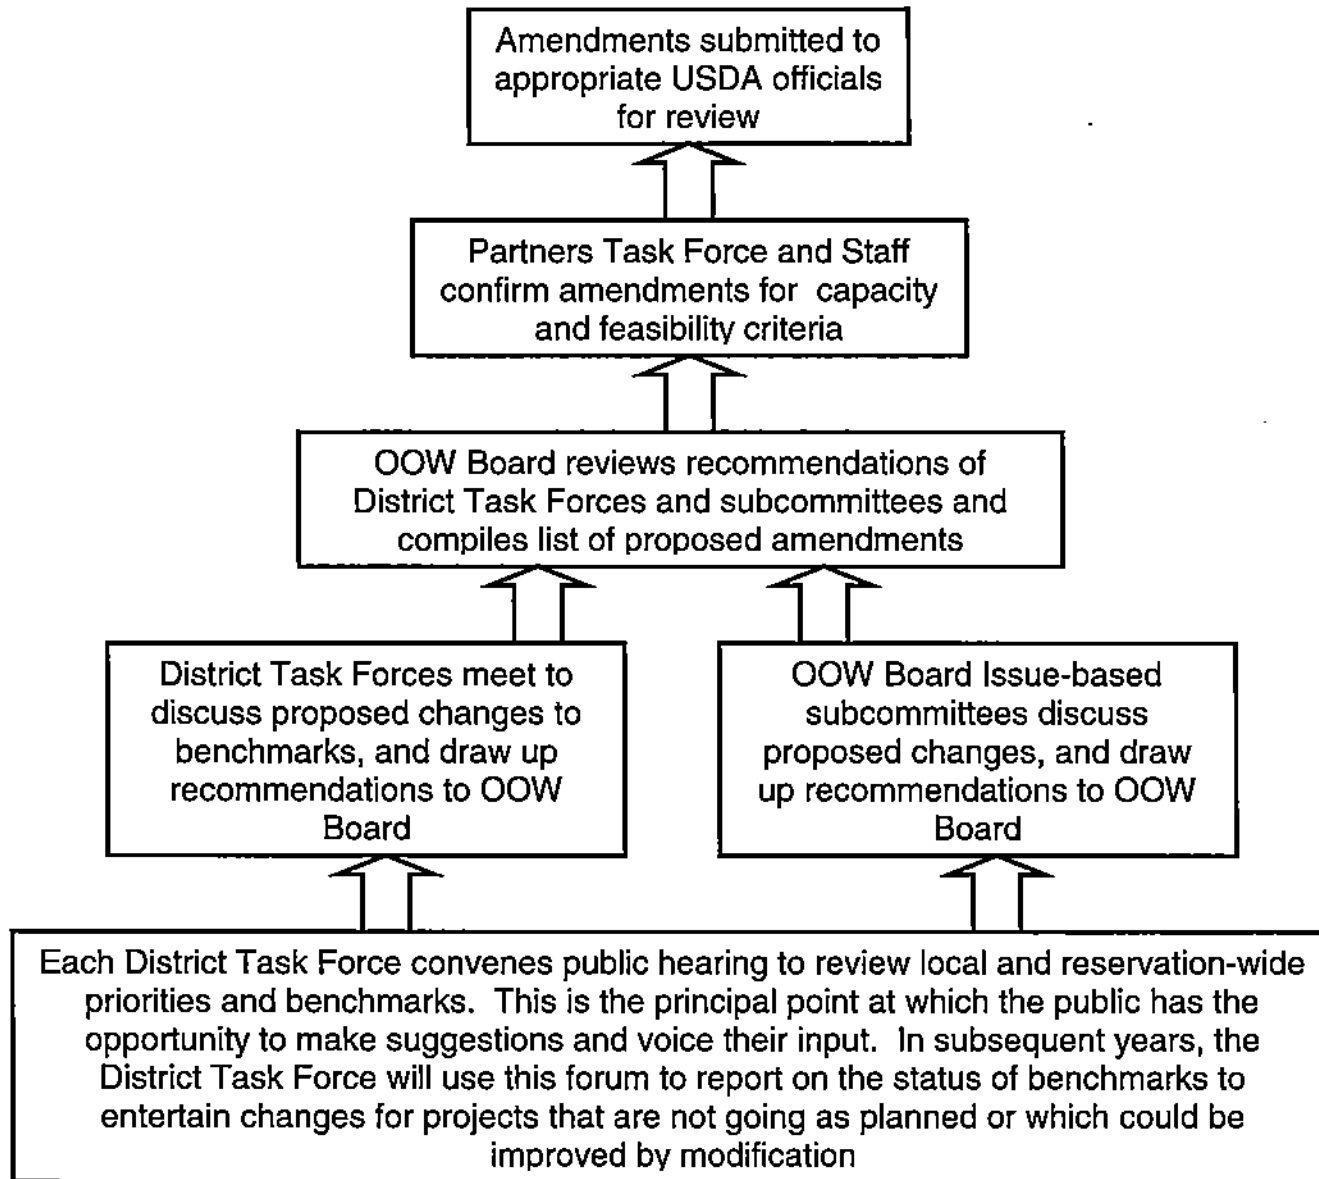 Amendments submitted to
appropriate USDA officials
for review
Partners Task Force and Staff
confirm amendments for capacity
and feasibility criteria
OOW Board reviews recommendations of
District Task Forces and subcommittees and
compiles list of proposed amendments
District Task Forces meet to
discuss proposed changes to
benchmarks, and draw up
recommendations to OOW
Board
OOW Board Issue-based
subcommittees discuss
proposed changes, and draw
up recommendations to OOW
Board
Each District Task Force convenes public hearing to review local and reservation-wide
priorities and benchmarks. This is the principal point at which the public has the
opportunity to make suggestions and voice their input. In subsequent years, the
District Task Force will use this forum to report on the status of benchmarks to
entertain changes for projects that are not going as planned or which could be
improved by modification